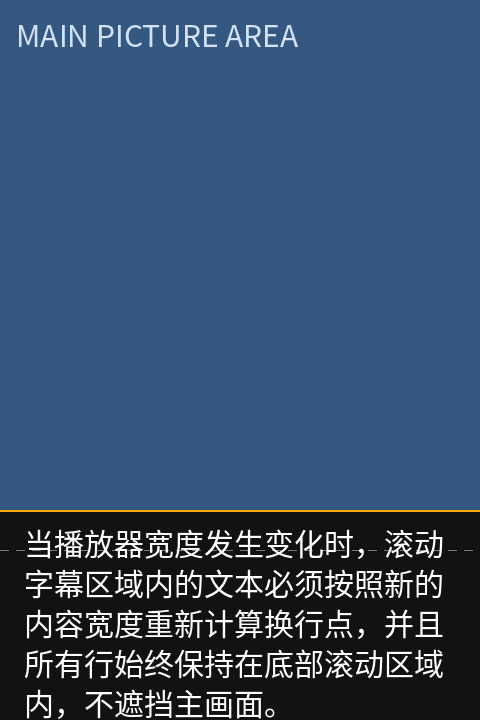 MAIN PICTURE AREA
当播放器宽度发生变化时，滚动
字幕区域内的文本必须按照新的
内容宽度重新计算换行点，并且
所有行始终保持在底部滚动区域
内，不遮挡主画面。